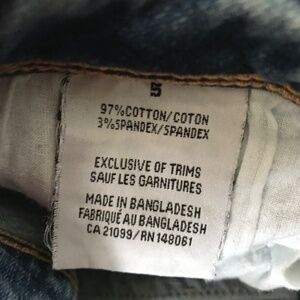 5
97%COTTON/COTON
3%SPANDEX/SPANDEX
EXCLUSIVE OF TRIMS
SAUF LES GARNITURES
MADE IN BANGLADESH
FABRIQUÉ AU BANGLADESH
CA 21099/RN 148061